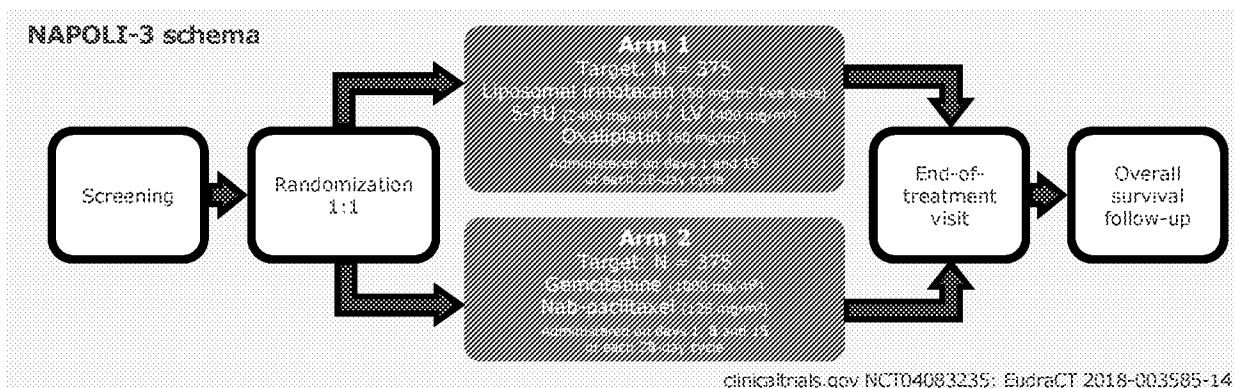 NAPOLI-3 schema
Screening
Randomization
1:1
Arm 1
Target: N = 375
Liposomal irinotecan (50 mg/m² free base)
5-FU (2400 mg/m²) / LV (400 mg/m²)
Oxaliplatin (60 mg/m²)
Administered on days 1 and 15
of each 28-day cycle
Arm 2
Target: N = 375
Gemcitabine (1000 mg/m²)
Nab-paclitaxel (125 mg/m²)
Administered on days 1, 8 and 15
of each 28-day cycle
End-of-
treatment
visit
Overall
survival
follow-up
clinicaltrials.gov NCT04083235; EudraCT 2018-003585-14